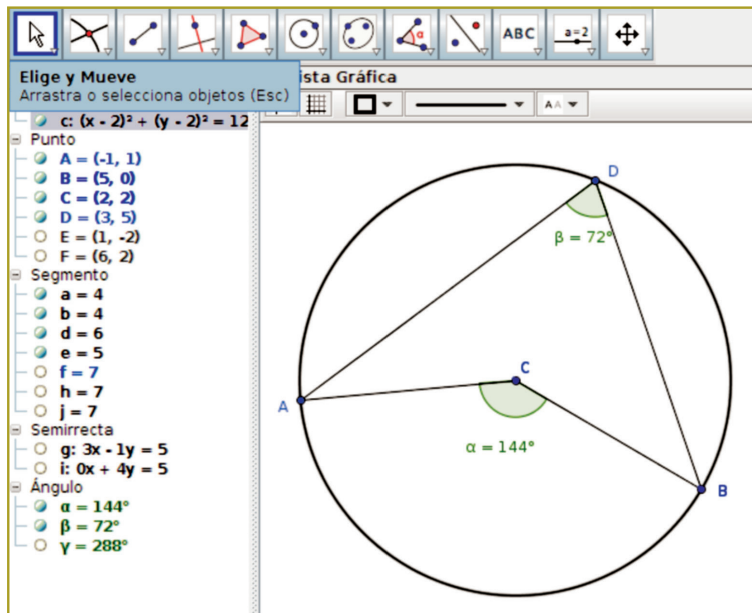 α
ABC
a=2
Elige y Mueve
Arrastra o selecciona objetos (Esc)
ista Gráfica
c: (x - 2)² + (y - 2)² = 12
Punto
A = (-1, 1)
B = (5, 0)
C = (2, 2)
D = (3, 5)
E = (1, -2)
F = (6, 2)
Segmento
a = 4
b = 4
d = 6
e = 5
f = 7
h = 7
j = 7
Semirrecta
g: 3x - 1y = 5
i: 0x + 4y = 5
Ángulo
α = 144°
β = 72°
γ = 288°
A A
D
β = 72°
C
A
α = 144°
B